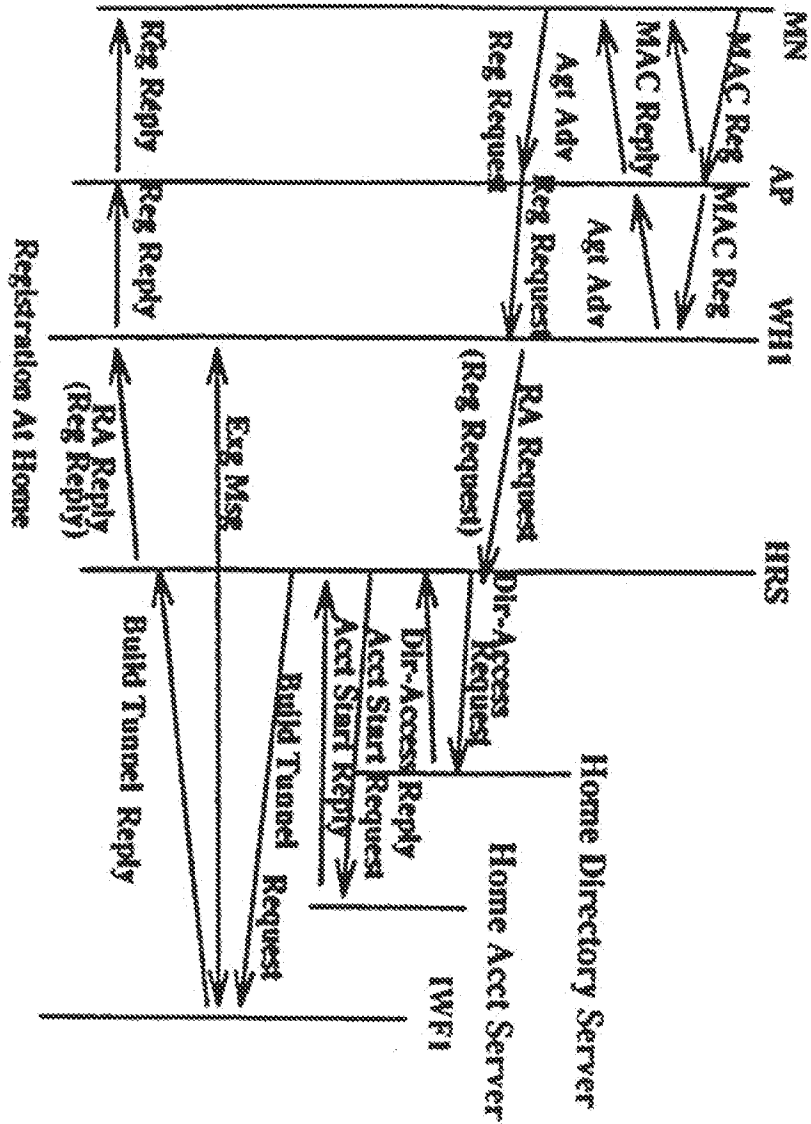 MN
AP
WH1
HRS
Home Directory Server
Home Acct Server
IWF1
MAC Reg
MAC Reg
MAC Reply
Agt Adv
Agt Adv
Reg Request
Reg Request
RA Request
(Reg Request)
Dir-Access
Request
Dir-Access Reply
Acct Start Request
Acct Start Reply
Build Tunnel Request
Exg Msg
Build Tunnel Reply
RA Reply
(Reg Reply)
Reg Reply
Reg Reply
Registration At Home